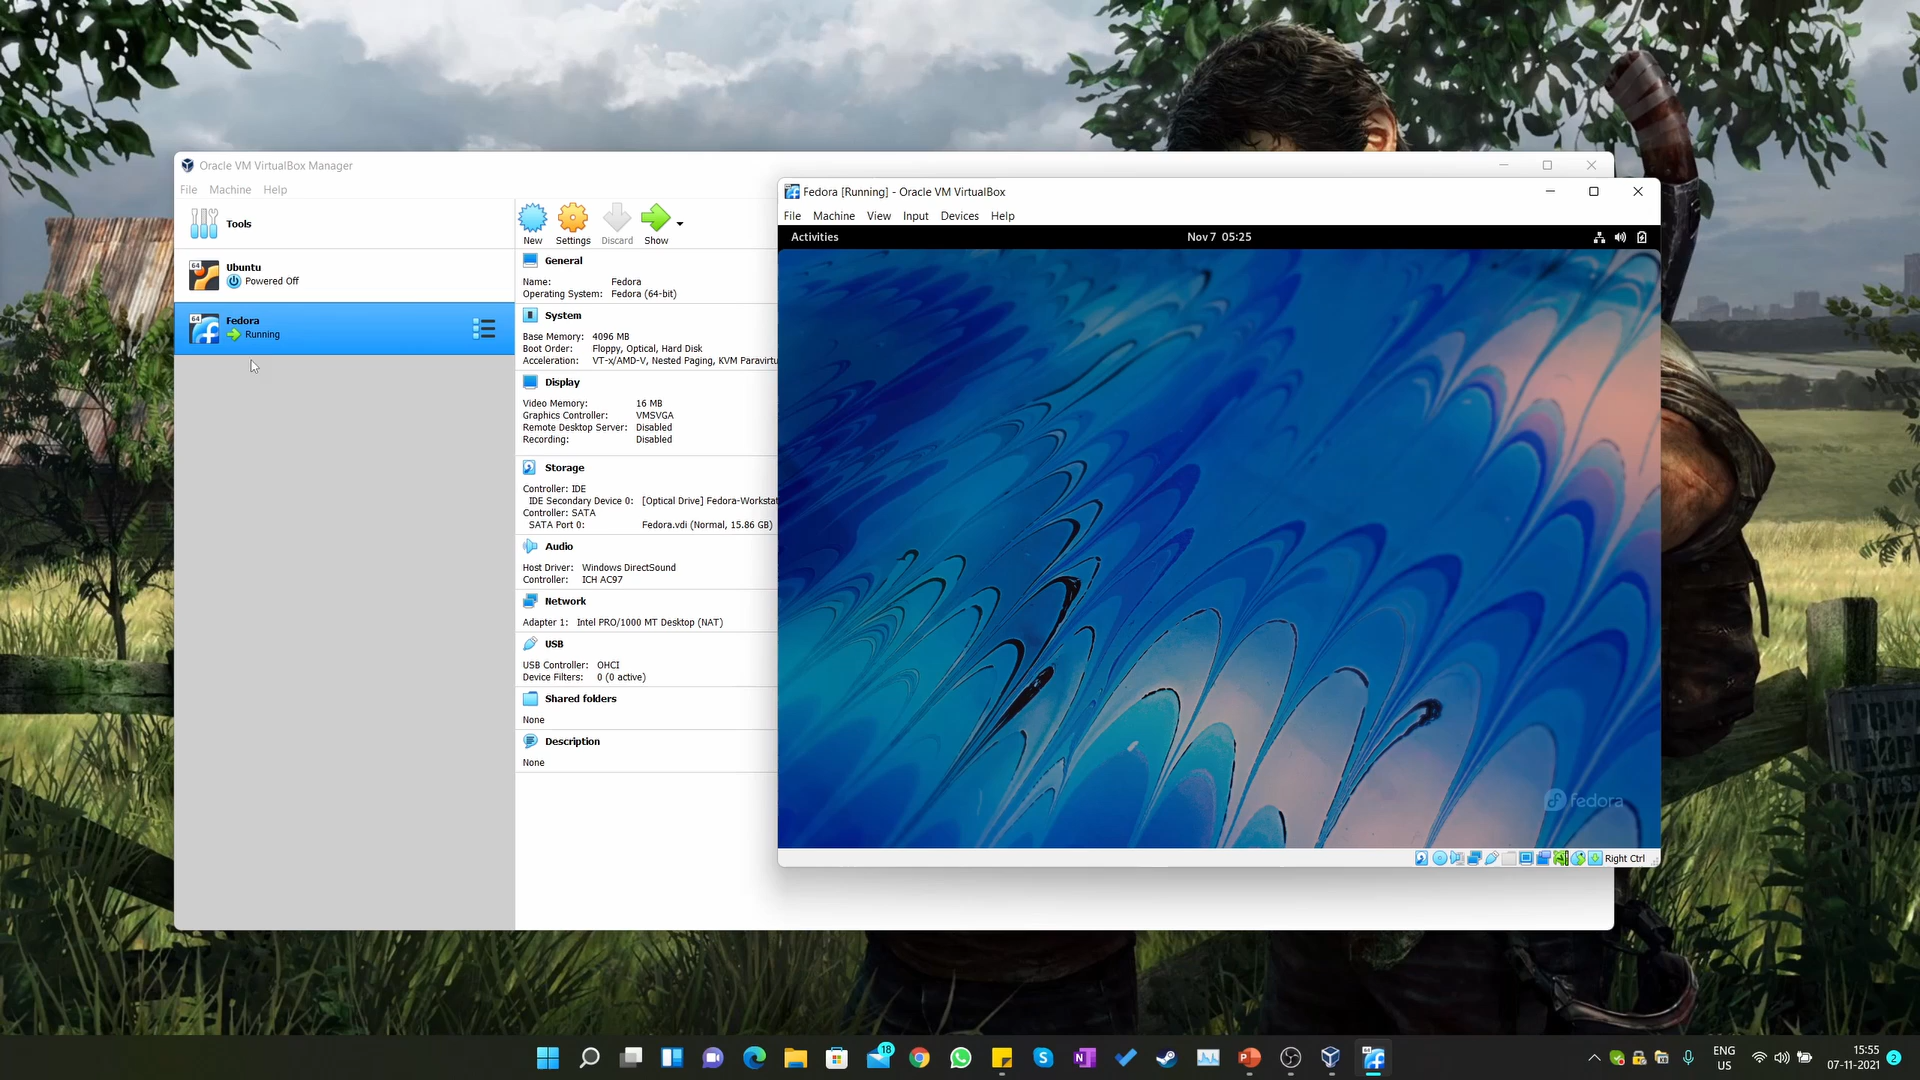 Oracle VM VirtualBox Manager
File Machine Help
Tools
Ubuntu
Powered Off
Fedora
Running
New Settings Discard Show
General
Name: Fedora
Operating System: Fedora (64-bit)
System
Base Memory: 4096 MB
Boot Order: Floppy, Optical, Hard Disk
Acceleration: VT-x/AMD-V, Nested Paging, KVM Paravirtu
Display
Video Memory: 16 MB
Graphics Controller: VMSVGA
Remote Desktop Server: Disabled
Recording: Disabled
Storage
Controller: IDE
IDE Secondary Device 0: [Optical Drive] Fedora-Workstat
Controller: SATA
SATA Port 0: Fedora.vdi (Normal, 15.86 GB)
Audio
Host Driver: Windows DirectSound
Controller: ICH AC97
Network
Adapter 1: Intel PRO/1000 MT Desktop (NAT)
USB
USB Controller: OHCI
Device Filters: 0 (0 active)
Shared folders
None
Description
None
Fedora [Running] - Oracle VM VirtualBox
File Machine View Input Devices Help
Activities
Nov 7 05:25
fedora
Right Ctrl
18
ENG
US
15:55
07-11-2021
2